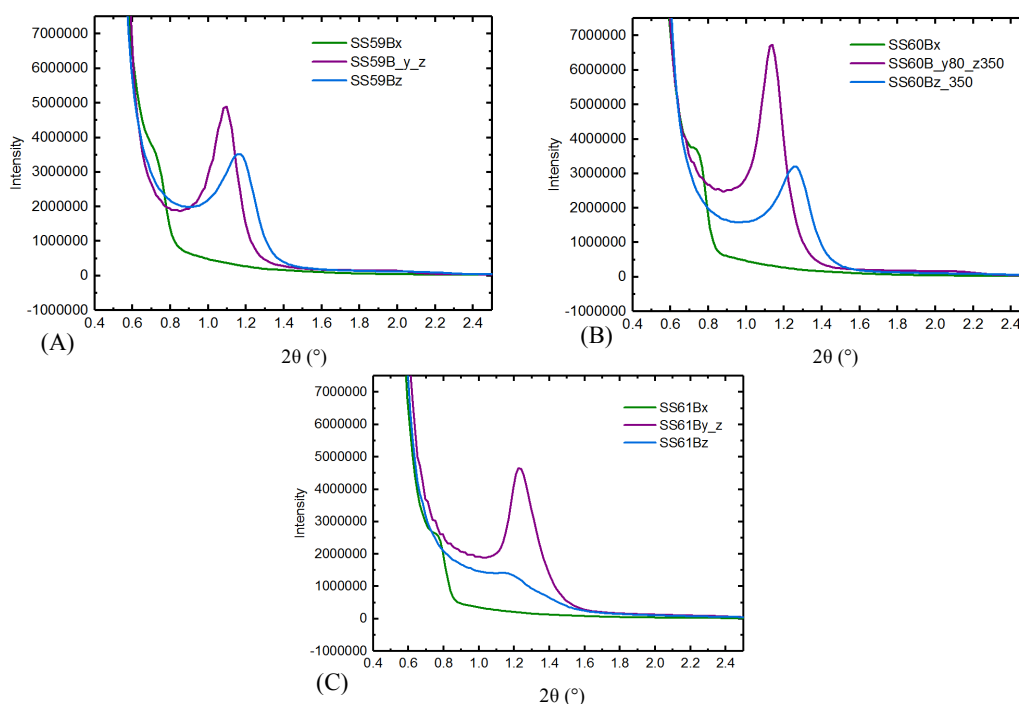 7000000
6000000
5000000
4000000
3000000
2000000
1000000
0
-1000000
Intensity
SS59Bx
SS59B_y_z
SS59Bz
0.4 0.6 0.8 1.0 1.2 1.4 1.6 1.8 2.0 2.2 2.4
(A)
2θ (°)
7000000
6000000
5000000
4000000
3000000
2000000
1000000
0
-1000000
Intensity
SS60Bx
SS60B_y80_z350
SS60Bz_350
0.4 0.6 0.8 1.0 1.2 1.4 1.6 1.8 2.0 2.2 2.4
(B)
2θ (°)
7000000
6000000
5000000
4000000
3000000
2000000
1000000
0
-1000000
Intensity
SS61Bx
SS61By_z
SS61Bz
0.4 0.6 0.8 1.0 1.2 1.4 1.6 1.8 2.0 2.2 2.4
(C)
2θ (°)